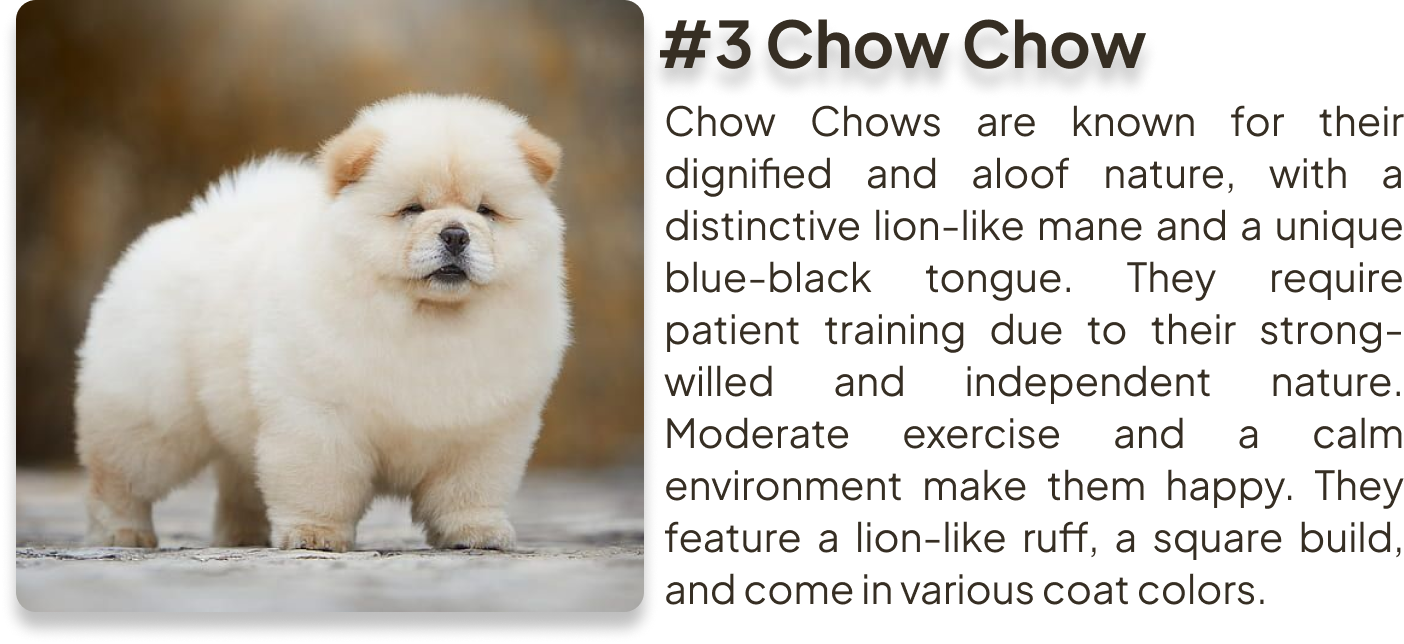 #3 Chow Chow
Chow Chows are known for their
dignified and aloof nature, with a
distinctive lion-like mane and a unique
blue-black tongue. They require
patient training due to their strong-
willed and independent nature.
Moderate exercise and a calm
environment make them happy. They
feature a lion-like ruff, a square build,
and come in various coat colors.